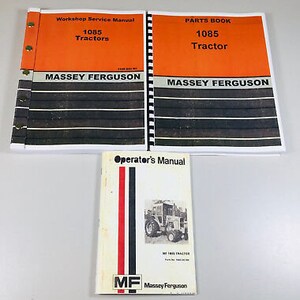 Workshop Service Manual
1085
Tractors
MASSEY FERGUSON
PARTS BOOK
1085
Tractor
MASSEY FERGUSON
Operator's Manual
MF 1085 TRACTOR
MF
Massey Ferguson